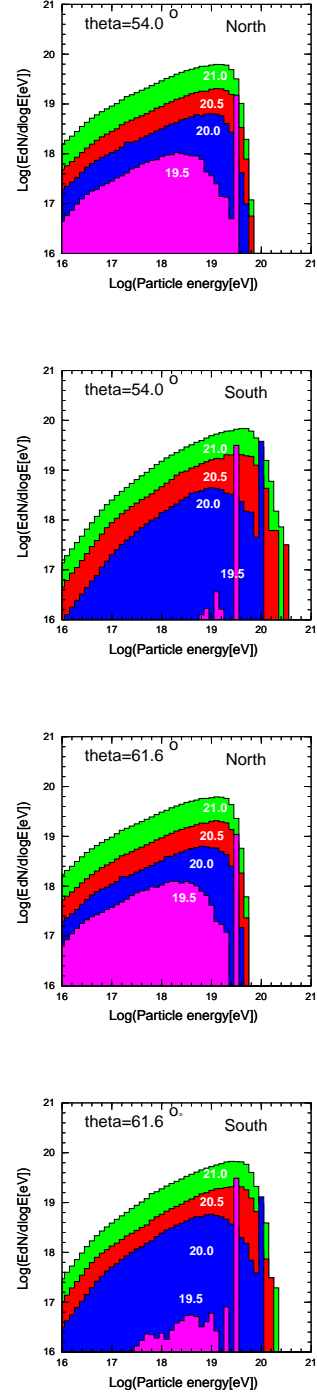 theta=54.0 o North
21
20
19
18
17
16
21.0
20.5
20.0
19.5
16 17 18 19 20 21
Log(EdN/dlogE[eV])
Log(Particle energy[eV])
theta=54.0 o South
21
20
19
18
17
16
21.0
20.5
20.0
19.5
16 17 18 19 20 21
Log(EdN/dlogE[eV])
Log(Particle energy[eV])
theta=61.6 o North
21
20
19
18
17
16
21.0
20.5
20.0
19.5
16 17 18 19 20 21
Log(EdN/dlogE[eV])
Log(Particle energy[eV])
theta=61.6 o. South
21
20
19
18
17
16
21.0
20.5
20.0
19.5
16 17 18 19 20 21
Log(EdN/dlogE[eV])
Log(Particle energy[eV])